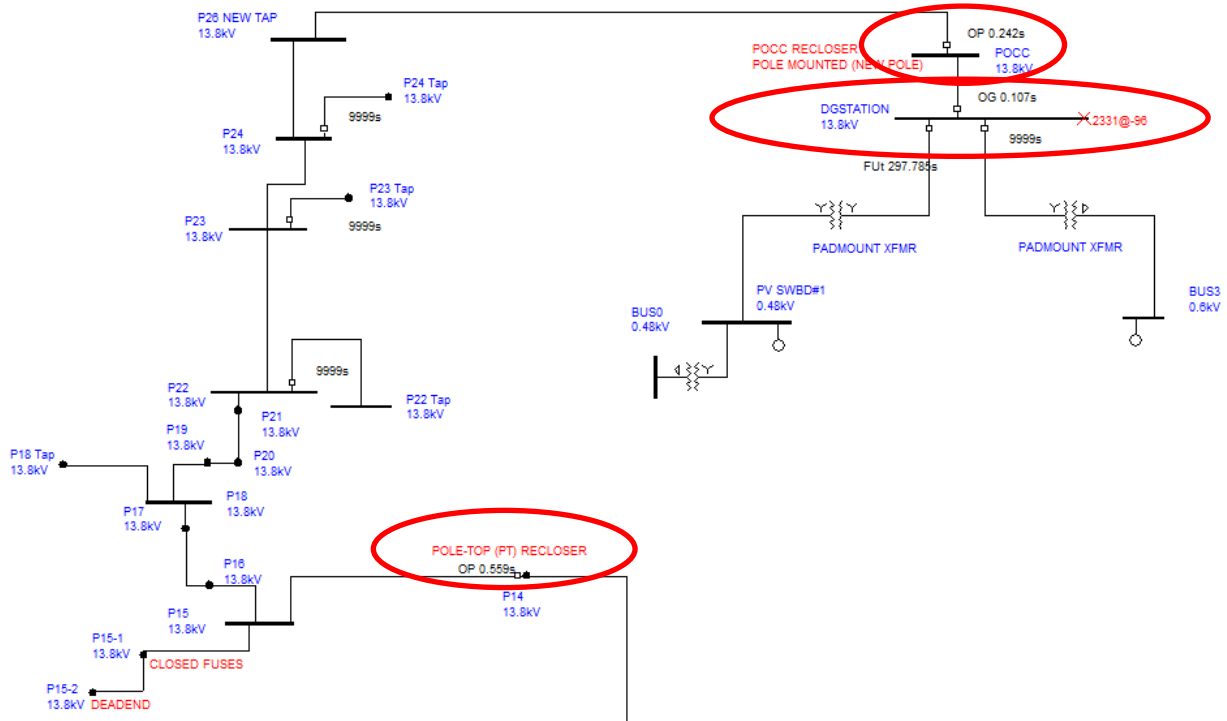 P26 NEW TAP
13.8kV
OP 0.242s
POCC RECLOSER
POLE MOUNTED (NEW POLE)
POCC
13.8kV
P24 Tap
13.8kV
9999s
P24
13.8kV
OG 0.107s
DGSTATION
13.8kV
2331@-96
9999s
FUt 297.785s
P23 Tap
13.8kV
9999s
P23
13.8kV
PADMOUNT XFMR
PADMOUNT XFMR
PV SWBD#1
0.48kV
BUS0
0.48kV
BUS3
0.6kV
9999s
P22
13.8kV
P22 Tap
13.8kV
P21
13.8kV
P19
13.8kV
P20
13.8kV
P18 Tap
13.8kV
P18
13.8kV
P17
13.8kV
POLE-TOP (PT) RECLOSER
OP 0.559s
P16
13.8kV
P14
13.8kV
P15
13.8kV
P15-1
13.8kV
CLOSED FUSES
P15-2
13.8kV
DEADEND